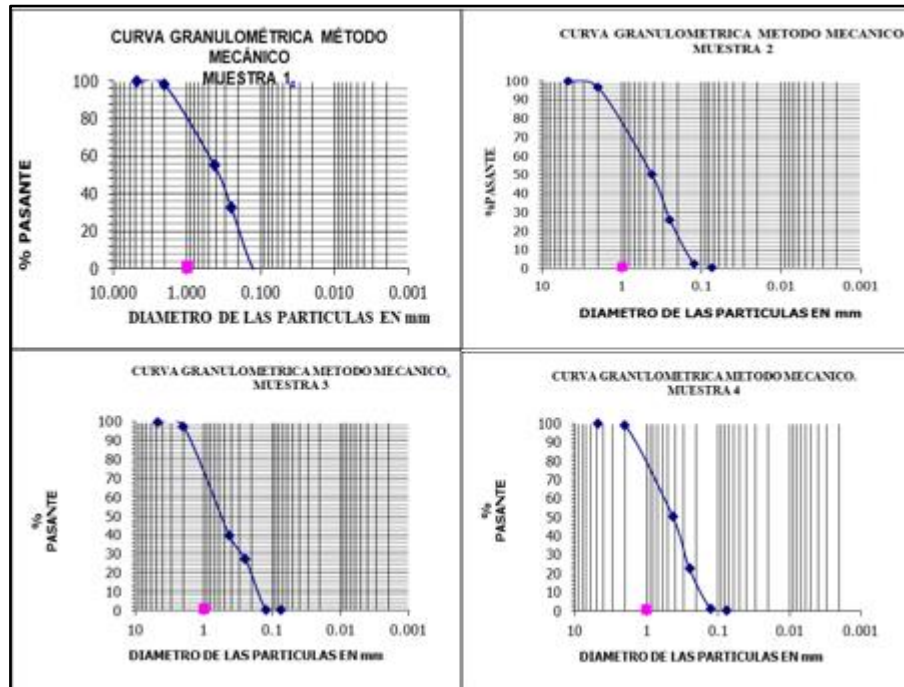 CURVA GRANULOMÉTRICA MÉTODO
MECÁNICO
MUESTRA 1.
100
80
60
40
20
0
% PASANTE
10.000 1.000 0.100 0.010 0.001
DIAMETRO DE LAS PARTICULAS EN mm
CURVA GRANULOMETRICA METODO MECANICO
MUESTRA 2
100
90
80
70
60
50
40
30
20
10
0
%PASANTE
10 1 0.1 0.01 0.001
DIAMETRO DE LAS PARTICULAS EN mm
CURVA GRANULOMETRICA METODO MECANICO.
MUESTRA 3
100
90
80
70
60
50
40
30
20
10
0
%
PASANTE
10 1 0.1 0.01 0.001
DIAMETRO DE LAS PARTICULAS EN mm
CURVA GRANULOMETRICA METODO MECANICO.
MUESTRA 4
100
90
80
70
60
50
40
30
20
10
0
%
PASANTE
10 1 0.1 0.01 0.001
DIAMETRO DE LAS PARTICULAS EN mm